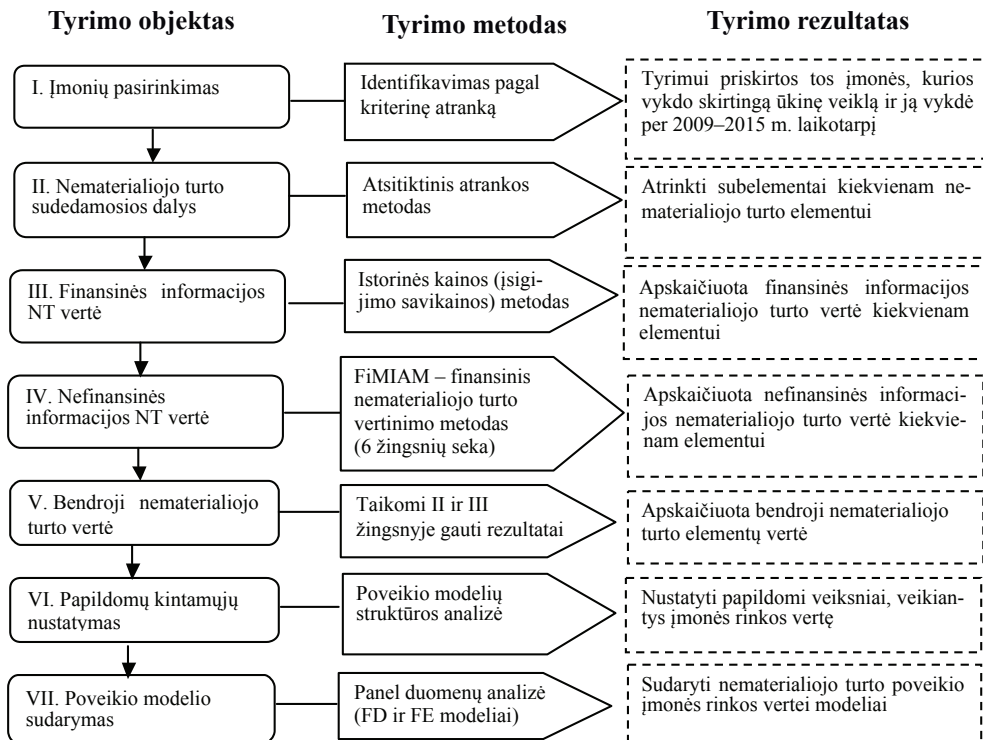 Tyrimo objektas
Tyrimo metodas
Tyrimo rezultatas
I. Įmonių pasirinkimas
Identifikavimas pagal
kriterinę atranką
Tyrimui priskirtos tos įmonės, kurios
vykdo skirtingą ūkinę veiklą ir ją vykdė
per 2009–2015 m. laikotarpį
II. Nematerialiojo turto
sudedamosios dalys
Atsitiktinis atrankos
metodas
Atrinkti subelementai kiekvienam ne-
materialiojo turto elementui
III. Finansinės informacijos
NT vertė
Istorinės kainos (įsigi-
jimo savikainos) metodas
Apskaičiuota finansinės informacijos
nematerialiojo turto vertė kiekvienam
elementui
IV. Nefinansinės
informacijos NT vertė
FiMIAM – finansinis
nematerialiojo turto
vertinimo metodas
(6 žingsnių seka)
Apskaičiuota nefinansinės informaci-
jos nematerialiojo turto vertė kiekvie-
nam elementui
V. Bendroji nematerialiojo
turto vertė
Taikomi II ir III
žingsnyje gauti rezultatai
Apskaičiuota bendroji nematerialiojo
turto elementų vertė
VI. Papildomų kintamųjų
nustatymas
Poveikio modelių
struktūros analizė
Nustatyti papildomi veiksniai, veikian-
tys įmonės rinkos vertę
VII. Poveikio modelio
sudarymas
Panel duomenų analizė
(FD ir FE modeliai)
Sudaryti nematerialiojo turto poveikio
įmonės rinkos vertei modeliai